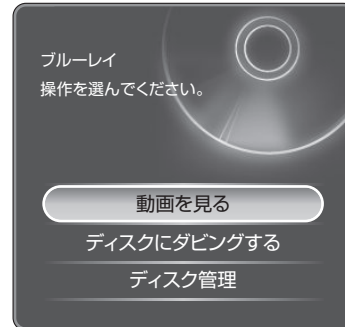 ブルーレイ
操作を選んでください。
動画を見る
ディスクにダビングする
ディスク管理